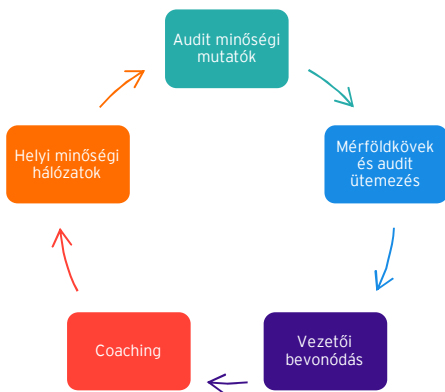 Audit minőségi
mutatók
Mérföldkövek
és audit
ütemezés
Vezetői
bevonódás
Coaching
Helyi minőségi
hálózatok